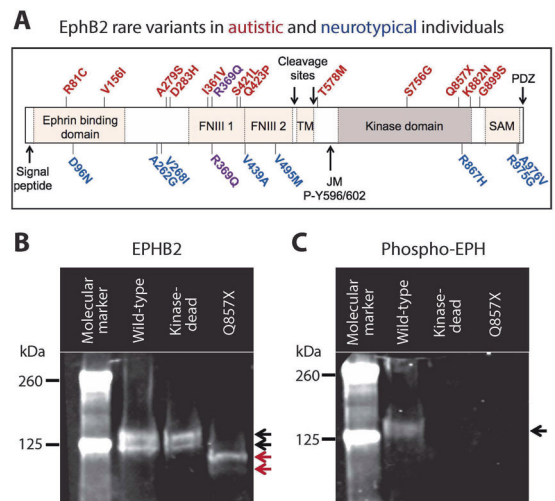 A EphB2 rare variants in autistic and neurotypical individuals
R81C V156I A279S D283H I361V R369Q S421L Q423P Cleavage sites T578M S756G Q857X K882N G899S PDZ
Ephrin binding domain FNIII 1 FNIII 2 TM Kinase domain SAM
Signal peptide D96N A262G V268I R369Q V439A V495M JM P-Y596/602 R867H R975G A976V
B EPHB2
Molecular marker Wild-type Kinase-dead Q857X
kDa
260
125
C Phospho-EPH
Molecular marker Wild-type Kinase-dead Q857X
kDa
260
125